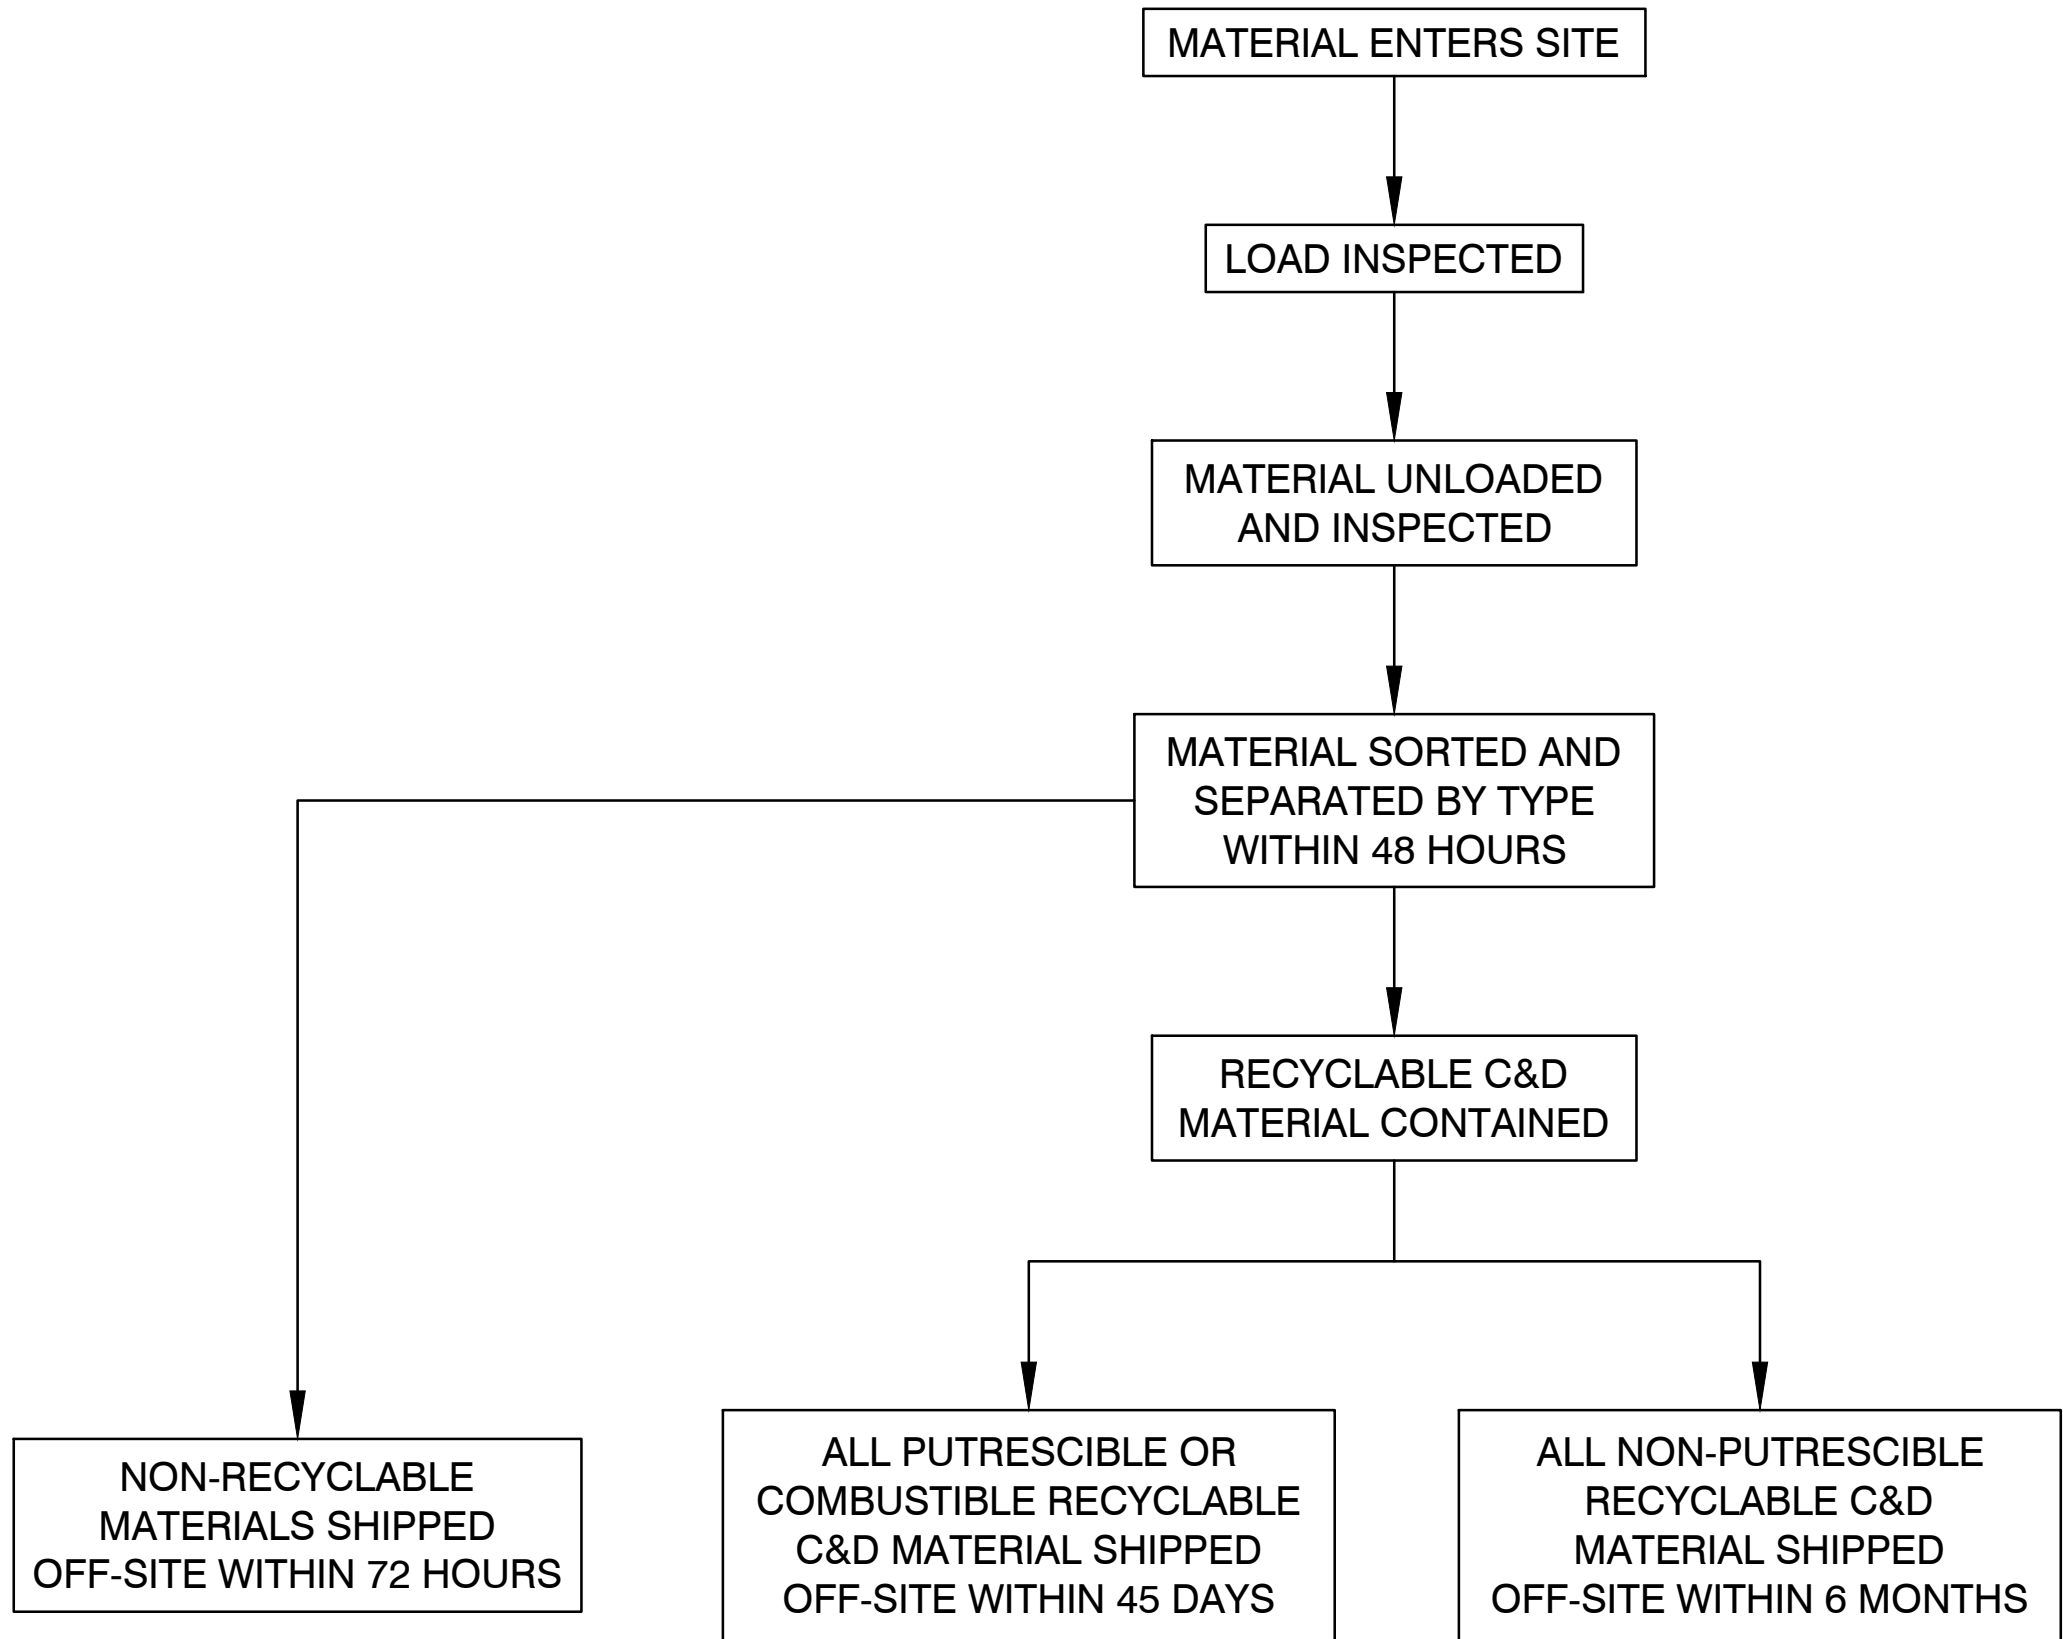 MATERIAL ENTERS SITE
LOAD INSPECTED
MATERIAL UNLOADED
AND INSPECTED
MATERIAL SORTED AND
SEPARATED BY TYPE
WITHIN 48 HOURS
RECYCLABLE C&D
MATERIAL CONTAINED
NON-RECYCLABLE
MATERIALS SHIPPED
OFF-SITE WITHIN 72 HOURS
ALL PUTRESCIBLE OR
COMBUSTIBLE RECYCLABLE
C&D MATERIAL SHIPPED
OFF-SITE WITHIN 45 DAYS
ALL NON-PUTRESCIBLE
RECYCLABLE C&D
MATERIAL SHIPPED
OFF-SITE WITHIN 6 MONTHS